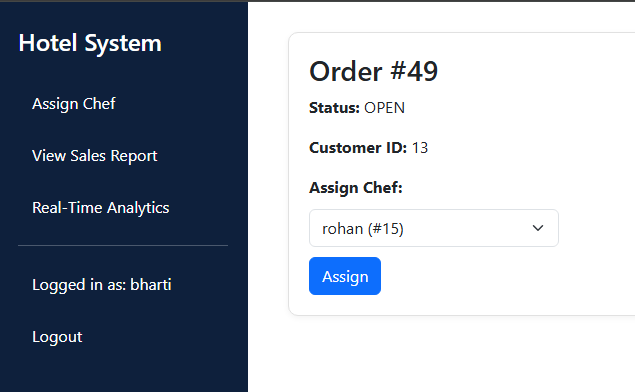 Hotel System
Assign Chef
View Sales Report
Real-Time Analytics
Logged in as: bharti
Logout
Order #49
Status: OPEN
Customer ID: 13
Assign Chef:
rohan (#15)
Assign